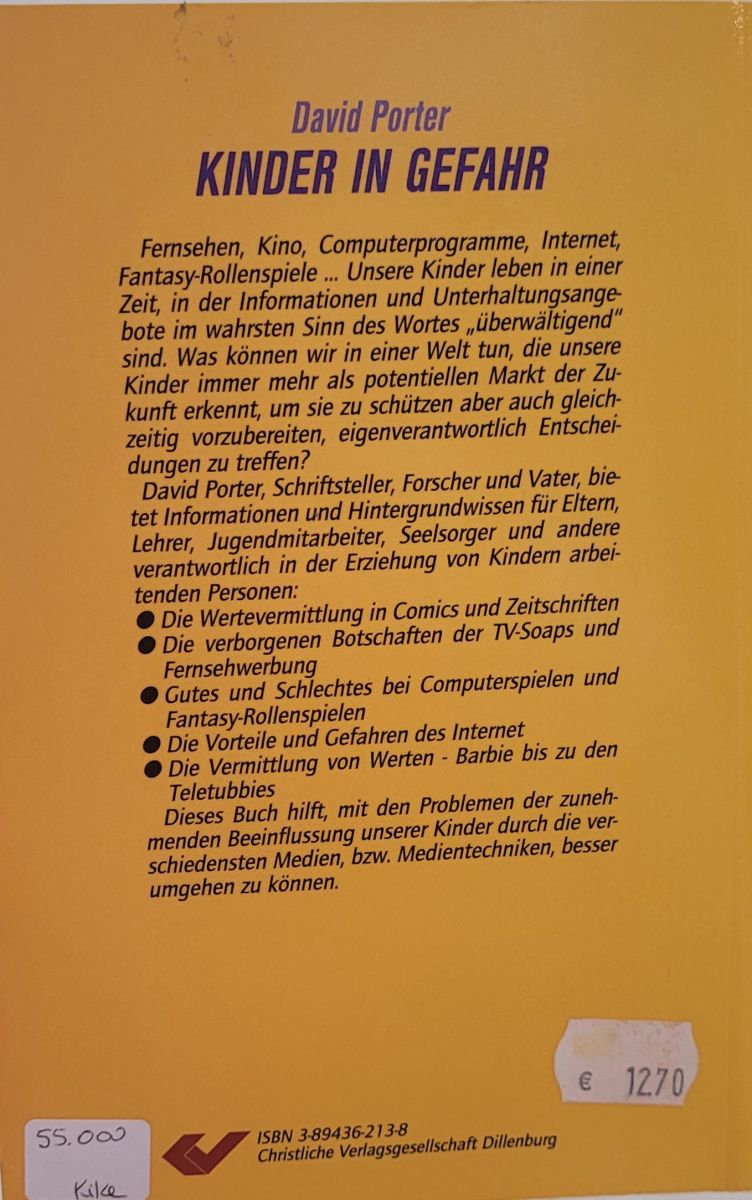 David Porter
KINDER IN GEFAHR
Fernsehen, Kino, Computerprogramme, Internet,
Fantasy-Rollenspiele ... Unsere Kinder leben in einer
Zeit, in der Informationen und Unterhaltungsange-
bote im wahrsten Sinn des Wortes „überwältigend“
sind. Was können wir in einer Welt tun, die unsere
Kinder immer mehr als potentiellen Markt der Zu-
kunft erkennt, um sie zu schützen aber auch gleich-
zeitig vorzubereiten, eigenverantwortlich Entschei-
dungen zu treffen?
David Porter, Schriftsteller, Forscher und Vater, bie-
tet Informationen und Hintergrundwissen für Eltern,
Lehrer, Jugendmitarbeiter, Seelsorger und andere
verantwortlich in der Erziehung von Kindern arbei-
tenden Personen:
● Die Wertevermittlung in Comics und Zeitschriften
● Die verborgenen Botschaften der TV-Soaps und
Fernsehwerbung
● Gutes und Schlechtes bei Computerspielen und
Fantasy-Rollenspielen
● Die Vorteile und Gefahren des Internet
● Die Vermittlung von Werten - Barbie bis zu den
Teletubbies
Dieses Buch hilft, mit den Problemen der zuneh-
menden Beeinflussung unserer Kinder durch die ver-
schiedensten Medien, bzw. Medientechniken, besser
umgehen zu können.
€ 1270
55.000
Kike
ISBN 3-89436-213-8
Christliche Verlagsgesellschaft Dillenburg